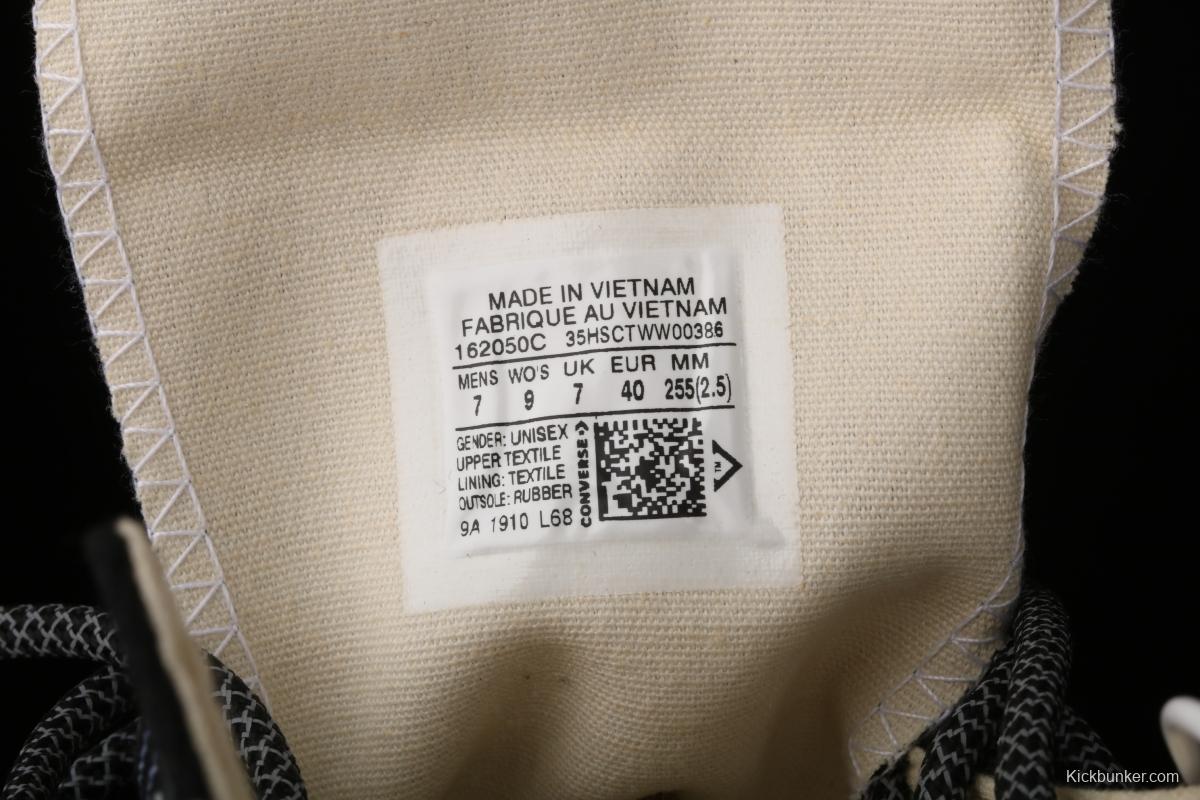 MADE IN VIETNAM
FABRIQUE AU VIETNAM
162050C 35HSCTWW00386
MENS WO'S UK EUR MM
7 9 7 40 255(2.5)
GENDER: UNISEX
UPPER TEXTILE
LINING: TEXTILE
OUTSOLE: RUBBER
9A 1910 L68
CONVERSE
TM
Kickbunker.com